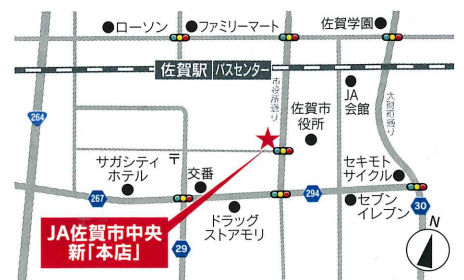 ローソン
ファミリーマート
佐賀学園
佐賀駅
バスセンター
市役所通り
JA
会館
大財町通り
264
佐賀市
役所
〒
サガシティ
ホテル
交番
セキモト
サイクル
267
294
ドラッグ
ストアモリ
セブン
イレブン
30
29
JA佐賀市中央
新「本店」
N